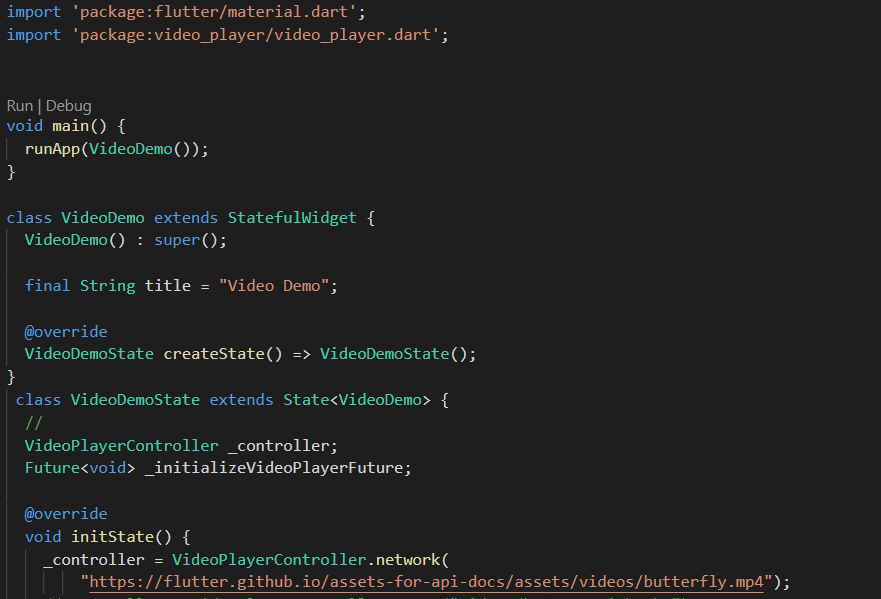 import 'package:flutter/material.dart';
import 'package:video_player/video_player.dart';
Run | Debug
void main() {
runApp(VideoDemo());
}
class VideoDemo extends StatefulWidget {
VideoDemo() : super();
final String title = "Video Demo";
@override
VideoDemoState createState() => VideoDemoState();
}
class VideoDemoState extends State<VideoDemo> {
//
VideoPlayerController _controller;
Future<void> _initializeVideoPlayerFuture;
@override
void initState() {
_controller = VideoPlayerController.network(
"https://flutter.github.io/assets-for-api-docs/assets/videos/butterfly.mp4");